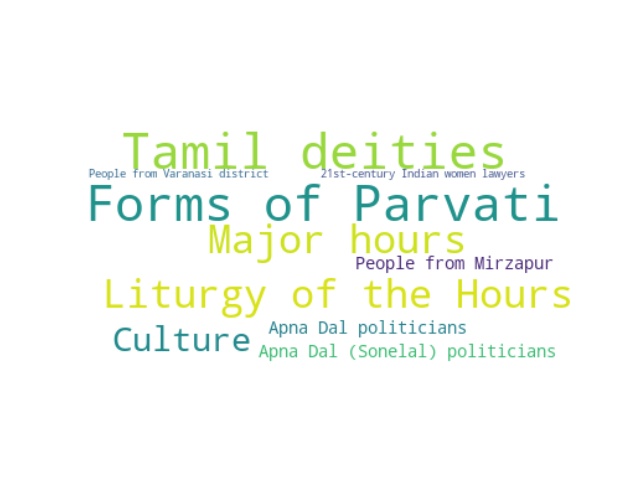 Tamil deities
People from Varanasi district 21st-century Indian women lawyers
Forms of Parvati
Major hours
People from Mirzapur
Liturgy of the Hours
Apna Dal politicians
Culture
Apna Dal (Sonelal) politicians